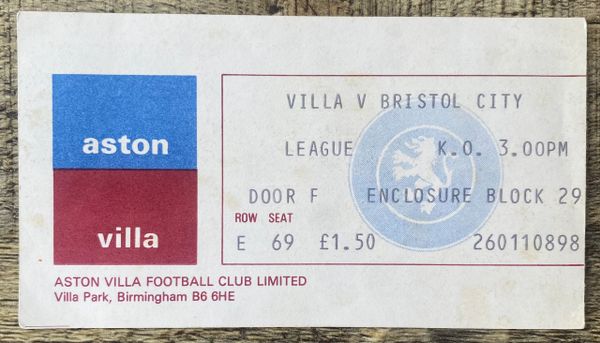 aston
villa
VILLA V BRISTOL CITY
LEAGUE K.O. 3.00PM
DOOR F ENCLOSURE BLOCK 29
ROW SEAT
E 69 £1.50 260110898
ASTON VILLA FOOTBALL CLUB LIMITED
Villa Park, Birmingham B6 6HE